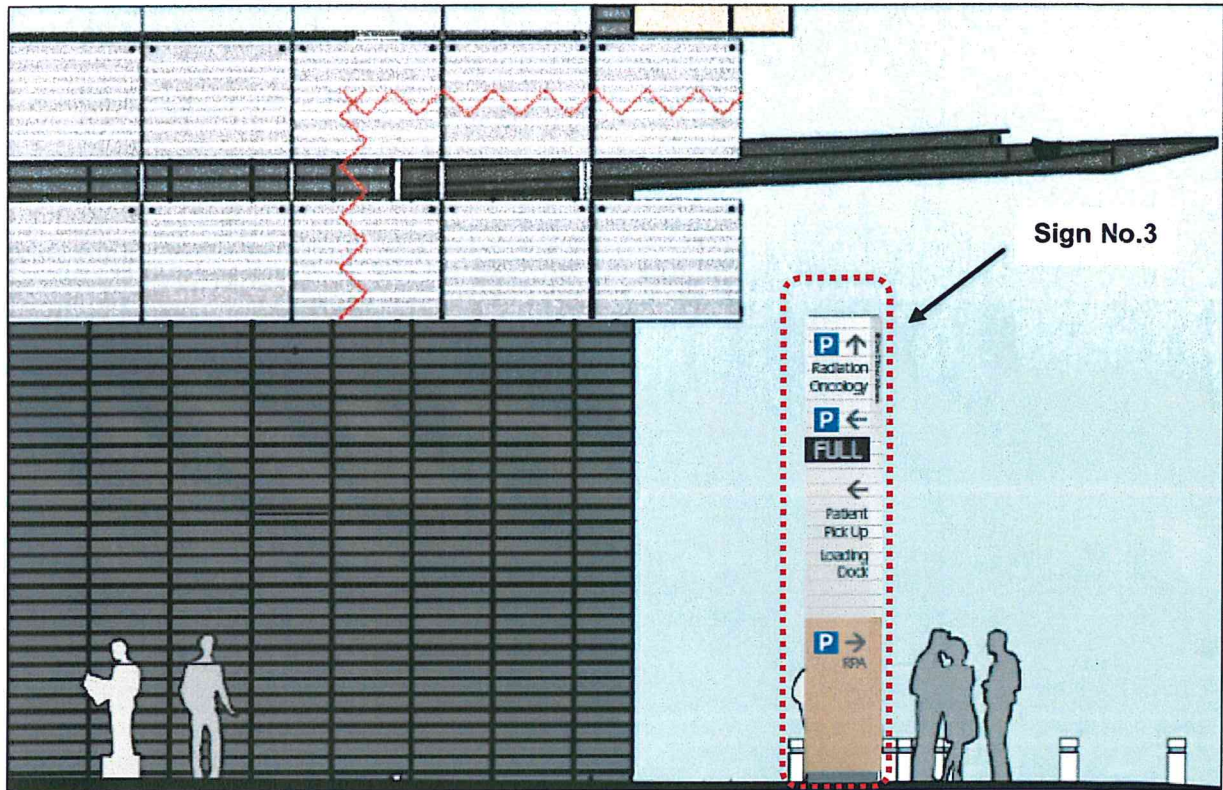 Sign No.3
P ↑
Radiation
Oncology
P ←
FULL
←
Patient
Pick Up
Loading
Dock
P →
RPA